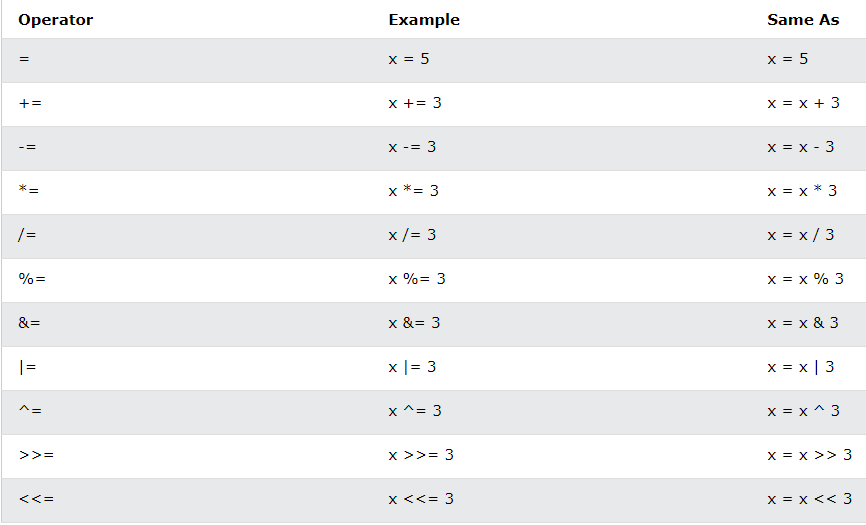 Operator Example Same As
= x = 5 x = 5
+= x += 3 x = x + 3
-= x -= 3 x = x - 3
*= x *= 3 x = x * 3
/= x /= 3 x = x / 3
%= x %= 3 x = x % 3
&= x &= 3 x = x & 3
|= x |= 3 x = x | 3
^= x ^= 3 x = x ^ 3
>>= x >>= 3 x = x >> 3
<<= x <<= 3 x = x << 3